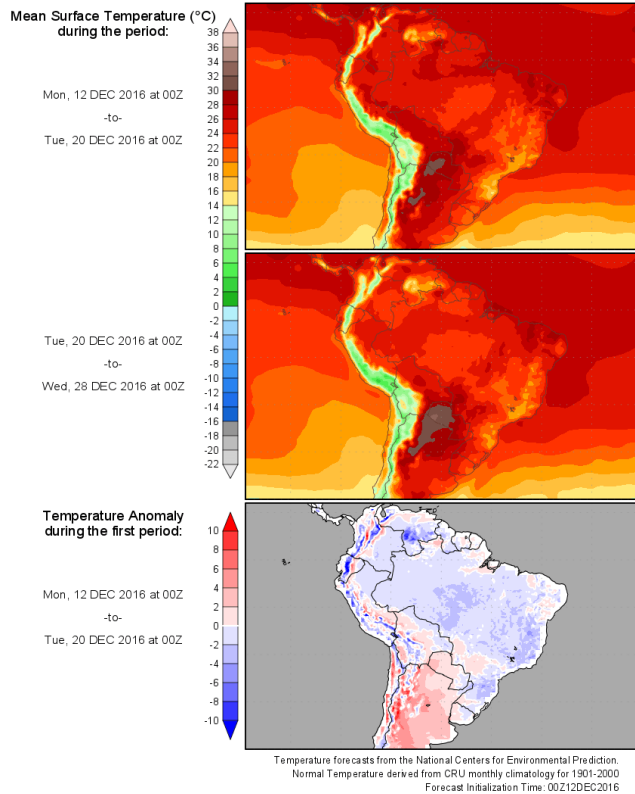 Mean Surface Temperature (°C)
during the period:
Mon, 12 DEC 2016 at 00Z
-to-
Tue, 20 DEC 2016 at 00Z
38
36
34
32
30
28
26
24
22
20
18
16
14
12
10
8
6
4
2
0
-2
-4
-6
-8
-10
-12
-14
-16
-18
-20
-22
Tue, 20 DEC 2016 at 00Z
-to-
Wed, 28 DEC 2016 at 00Z
Temperature Anomaly
during the first period:
Mon, 12 DEC 2016 at 00Z
-to-
Tue, 20 DEC 2016 at 00Z
10
8
6
4
2
0
-2
-4
-6
-8
-10
Temperature forecasts from the National Centers for Environmental Prediction.
Normal Temperature derived from CRU monthly climatology for 1901-2000
Forecast Initialization Time: 00Z12DEC2016